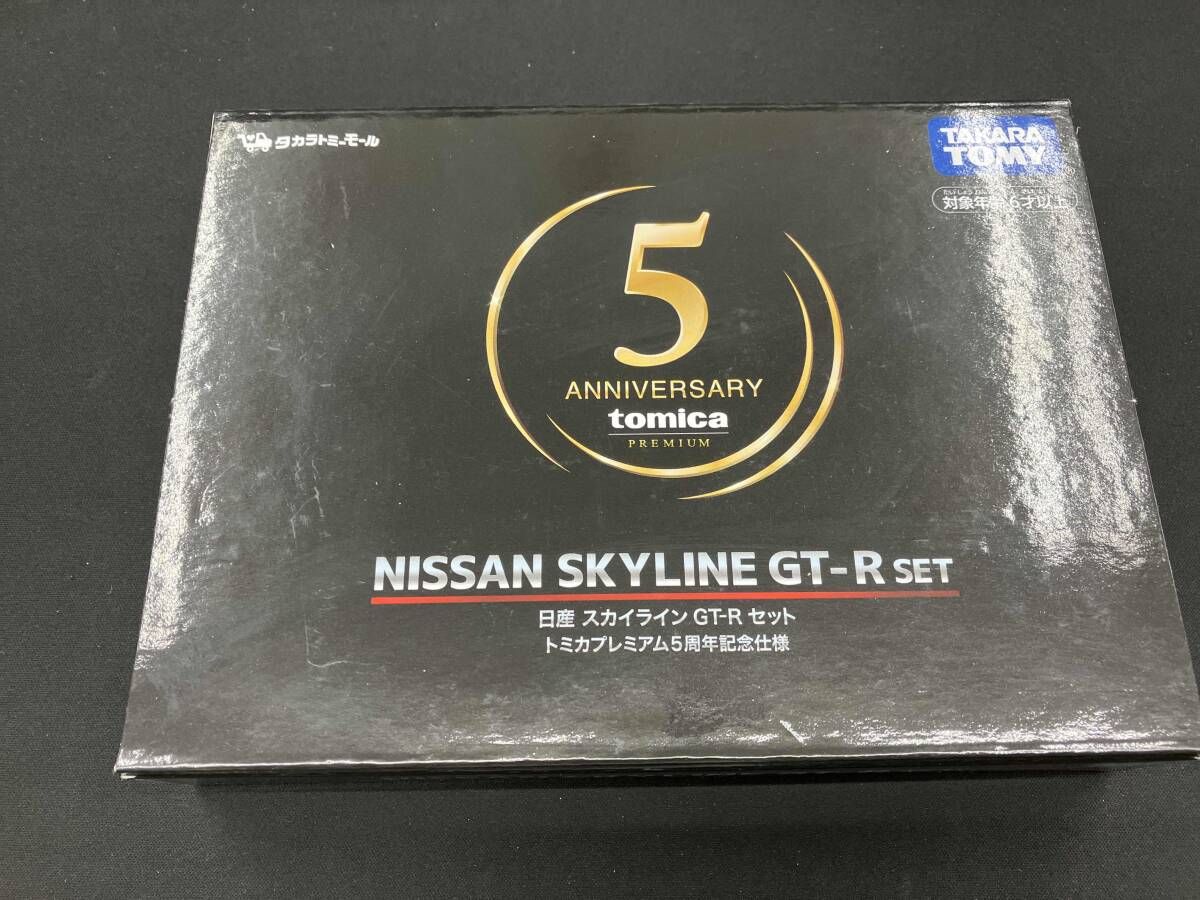 タカラトミーモール
TAKARA
TOMY
対象年齢 6才以上
5
ANNIVERSARY
tomica
PREMIUM
NISSAN SKYLINE GT-R SET
日産 スカイライン GT-R セット
トミカプレミアム5周年記念仕様